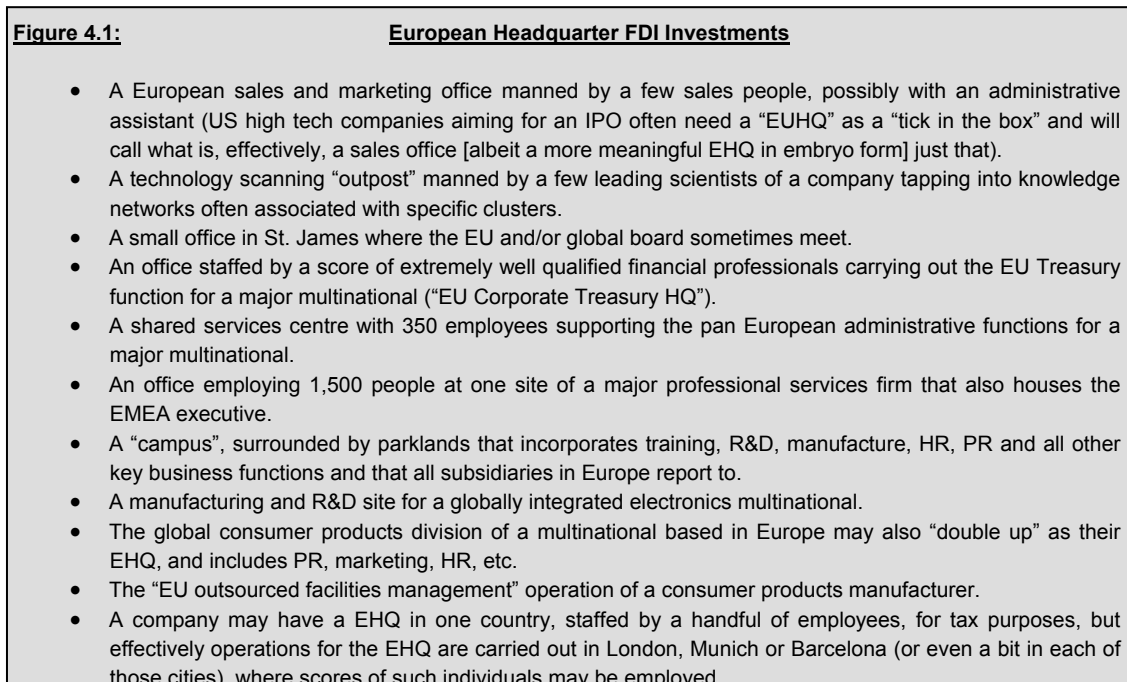 Figure 4.1: European Headquarter FDI Investments
• A European sales and marketing office manned by a few sales people, possibly with an administrative
assistant (US high tech companies aiming for an IPO often need a “EUHQ” as a “tick in the box” and will
call what is, effectively, a sales office [albeit a more meaningful EHQ in embryo form] just that).
• A technology scanning “outpost” manned by a few leading scientists of a company tapping into knowledge
networks often associated with specific clusters.
• A small office in St. James where the EU and/or global board sometimes meet.
• An office staffed by a score of extremely well qualified financial professionals carrying out the EU Treasury
function for a major multinational (“EU Corporate Treasury HQ”).
• A shared services centre with 350 employees supporting the pan European administrative functions for a
major multinational.
• An office employing 1,500 people at one site of a major professional services firm that also houses the
EMEA executive.
• A “campus”, surrounded by parklands that incorporates training, R&D, manufacture, HR, PR and all other
key business functions and that all subsidiaries in Europe report to.
• A manufacturing and R&D site for a globally integrated electronics multinational.
• The global consumer products division of a multinational based in Europe may also “double up” as their
EHQ, and includes PR, marketing, HR, etc.
• The “EU outsourced facilities management” operation of a consumer products manufacturer.
• A company may have a EHQ in one country, staffed by a handful of employees, for tax purposes, but
effectively operations for the EHQ are carried out in London, Munich or Barcelona (or even a bit in each of
those cities), where scores of such individuals may be employed.